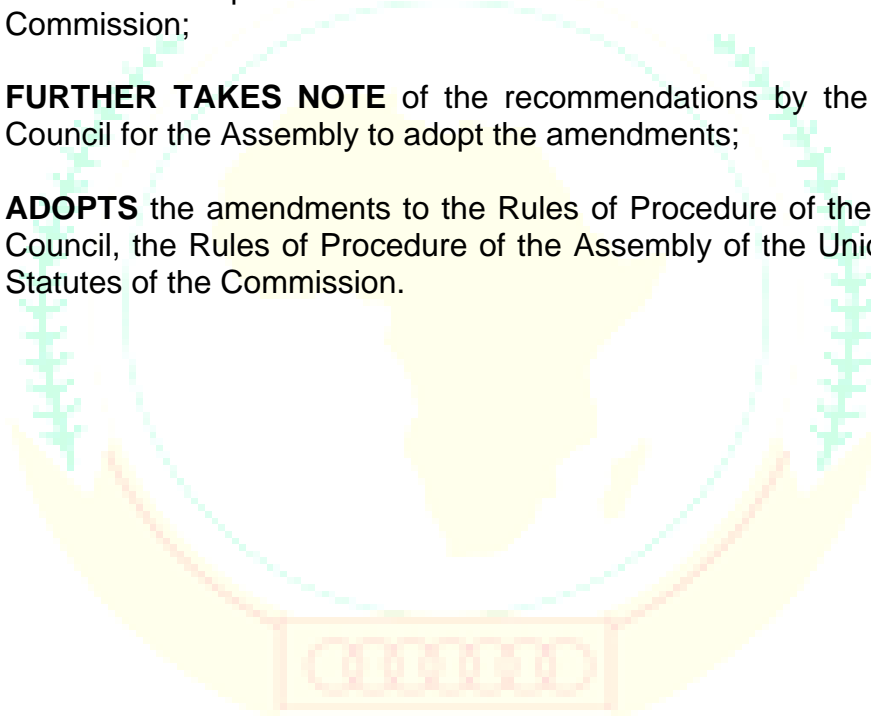 Commission;
FURTHER TAKES NOTE of the recommendations by the
Council for the Assembly to adopt the amendments;
ADOPTS the amendments to the Rules of Procedure of the
Council, the Rules of Procedure of the Assembly of the
Statutes of the Commission.